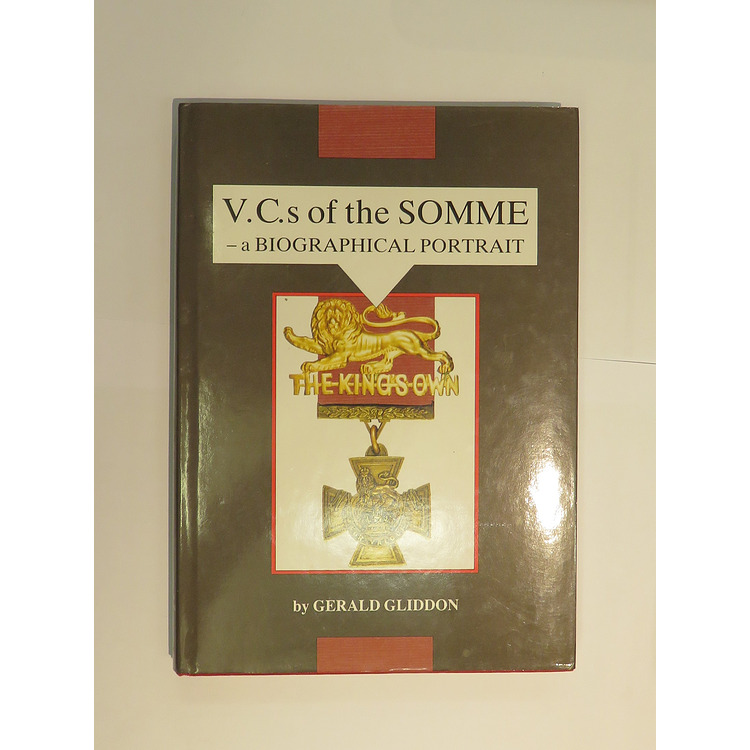 V.C.s of the SOMME
– a BIOGRAPHICAL PORTRAIT
THE KING'S OWN
by GERALD GLIDDON